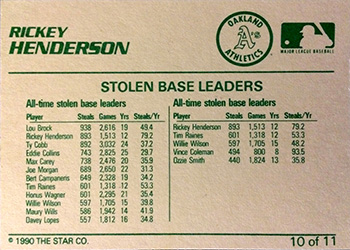 RICKEY
HENDERSON
OAKLAND
A's
ATHLETICS
MAJOR LEAGUE BASEBALL
STOLEN BASE LEADERS
All-time stolen base leaders
Player Steals Games Yrs Steals/Yr
Lou Brock 938 2,616 19 49.4
Rickey Henderson 893 1,513 12 79.2
Ty Cobb 892 3,032 24 37.2
Eddie Collins 743 2,825 25 29.7
Max Carey 738 2,476 20 35.9
Joe Morgan 689 2,650 22 31.3
Bert Campaneris 649 2,328 19 34.2
Tim Raines 601 1,318 12 53.3
Honus Wagner 2,785 21
Willie Wilson 597 1,705 15 39.8
Maury Wills 586 1,942 14 41.9
Davey Lopes 557 1,812 16 34.8
All-time stolen base leaders
Player Steals Games Yrs Steals/Yr
Rickey Henderson 893 1,513 12 79.2
Tim Raines 601 1,318 12 53.3
Willie Wilson 597 1,705 15 48.2
Vince Coleman 494 800 8 93.5
Ozzie Smith 440 1,824 13 35.8
© 1990 THE STAR CO.
10 of 11